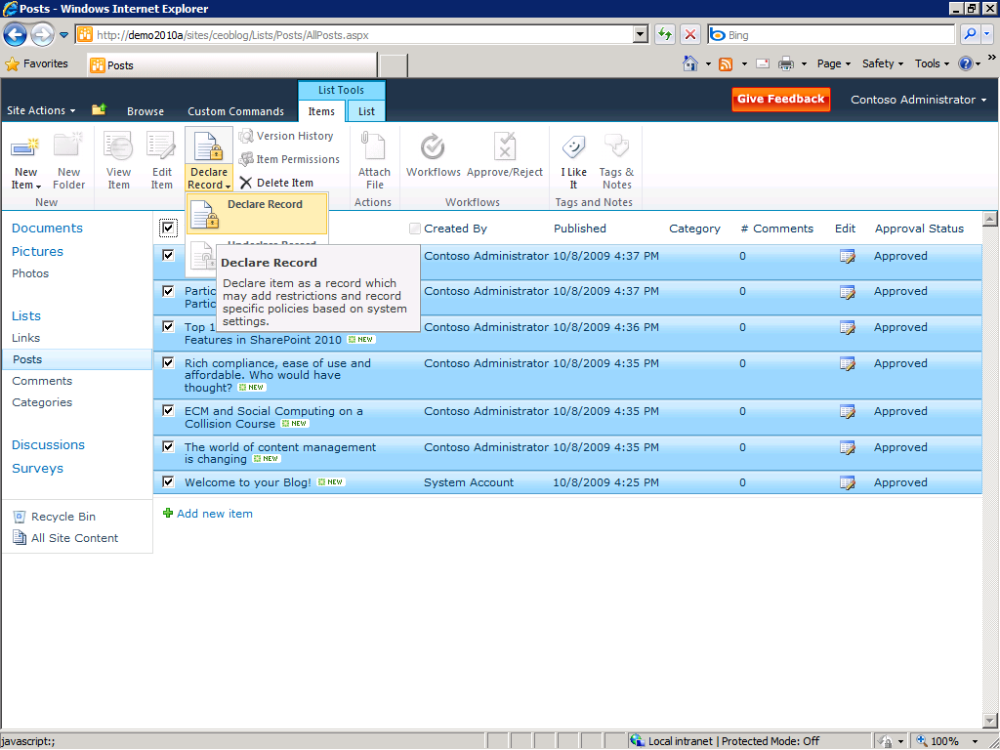 Posts - Windows Internet Explorer
http://demo2010a/sites/ceoblog/Lists/Posts/AllPosts.aspx
Bing
Favorites
Posts
Page
Safety
Tools
Site Actions
Browse
Custom Commands
List Tools
Items
List
Give Feedback
Contoso Administrator
New Item
New Folder
New
View Item
Edit Item
Declare Record
Version History
Item Permissions
Delete Item
Attach File
Actions
Workflows
Approve/Reject
Workflows
I Like It
Tags & Notes
Tags and Notes
Declare Record
Undeclare Record
Declare Record
Declare item as a record which
may add restrictions and record
specific policies based on system
settings.
Documents
Pictures
Photos
Lists
Links
Posts
Comments
Categories
Discussions
Surveys
Recycle Bin
All Site Content
Created By Published Category # Comments Edit Approval Status
Contoso Administrator 10/8/2009 4:37 PM 0 Approved
Partic
Partic
Contoso Administrator 10/8/2009 4:37 PM 0 Approved
Top 1
Features in SharePoint 2010 NEW
Contoso Administrator 10/8/2009 4:36 PM 0 Approved
Rich compliance, ease of use and
affordable. Who would have
thought? NEW
Contoso Administrator 10/8/2009 4:35 PM 0 Approved
ECM and Social Computing on a
Collision Course NEW
Contoso Administrator 10/8/2009 4:35 PM 0 Approved
The world of content management
is changing NEW
Contoso Administrator 10/8/2009 4:35 PM 0 Approved
Welcome to your Blog! NEW
System Account 10/8/2009 4:25 PM 0 Approved
Add new item
javascript:;
Local intranet | Protected Mode: Off
100%